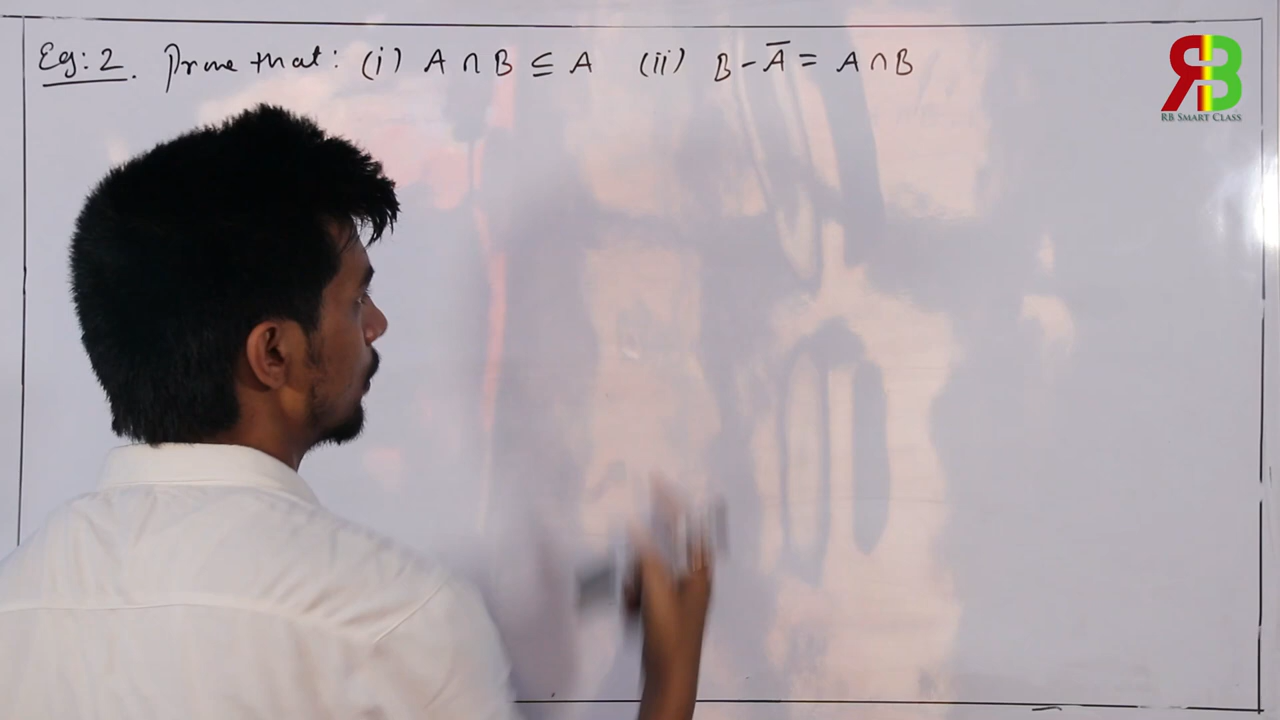 Eg: 2. Prove that: (i) A ∩ B ⊆ A (ii) B - A̅ = A ∩ B
RB
RB SMART CLASS